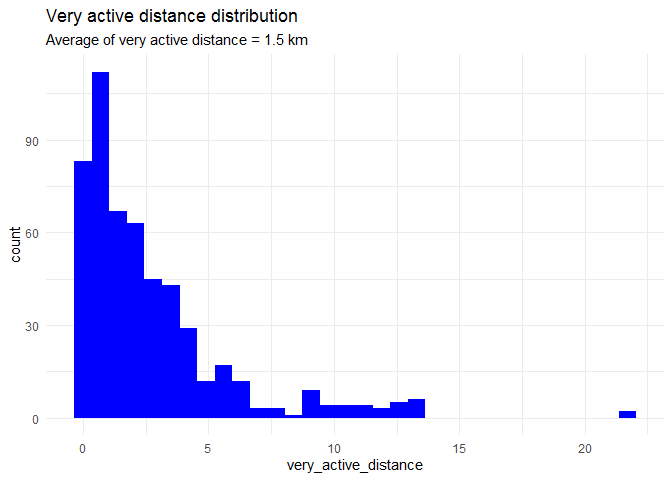 Very active distance distribution
Average of very active distance = 1.5 km
count
90
60
30
0
0 5 10 15 20
very_active_distance